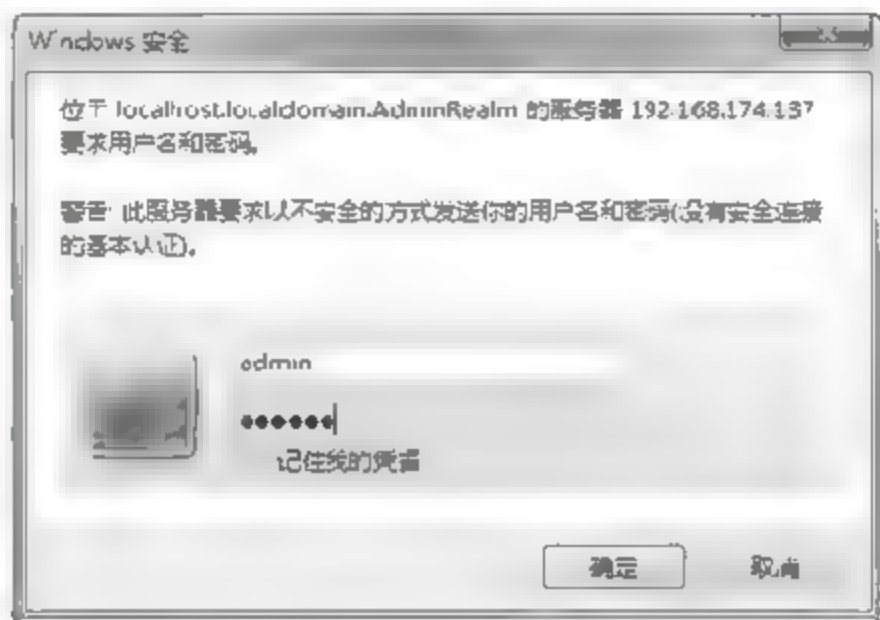 Windows 安全
位于 localhost.localdomain.AdminRealm 的服务器 192.168.174.137
要求用户名和密码。
警告: 此服务器要求以不安全的方式发送你的用户名和密码(没有安全连接
的基本认证)。
admin
●●●●●●
记住我的凭据
确定 取消